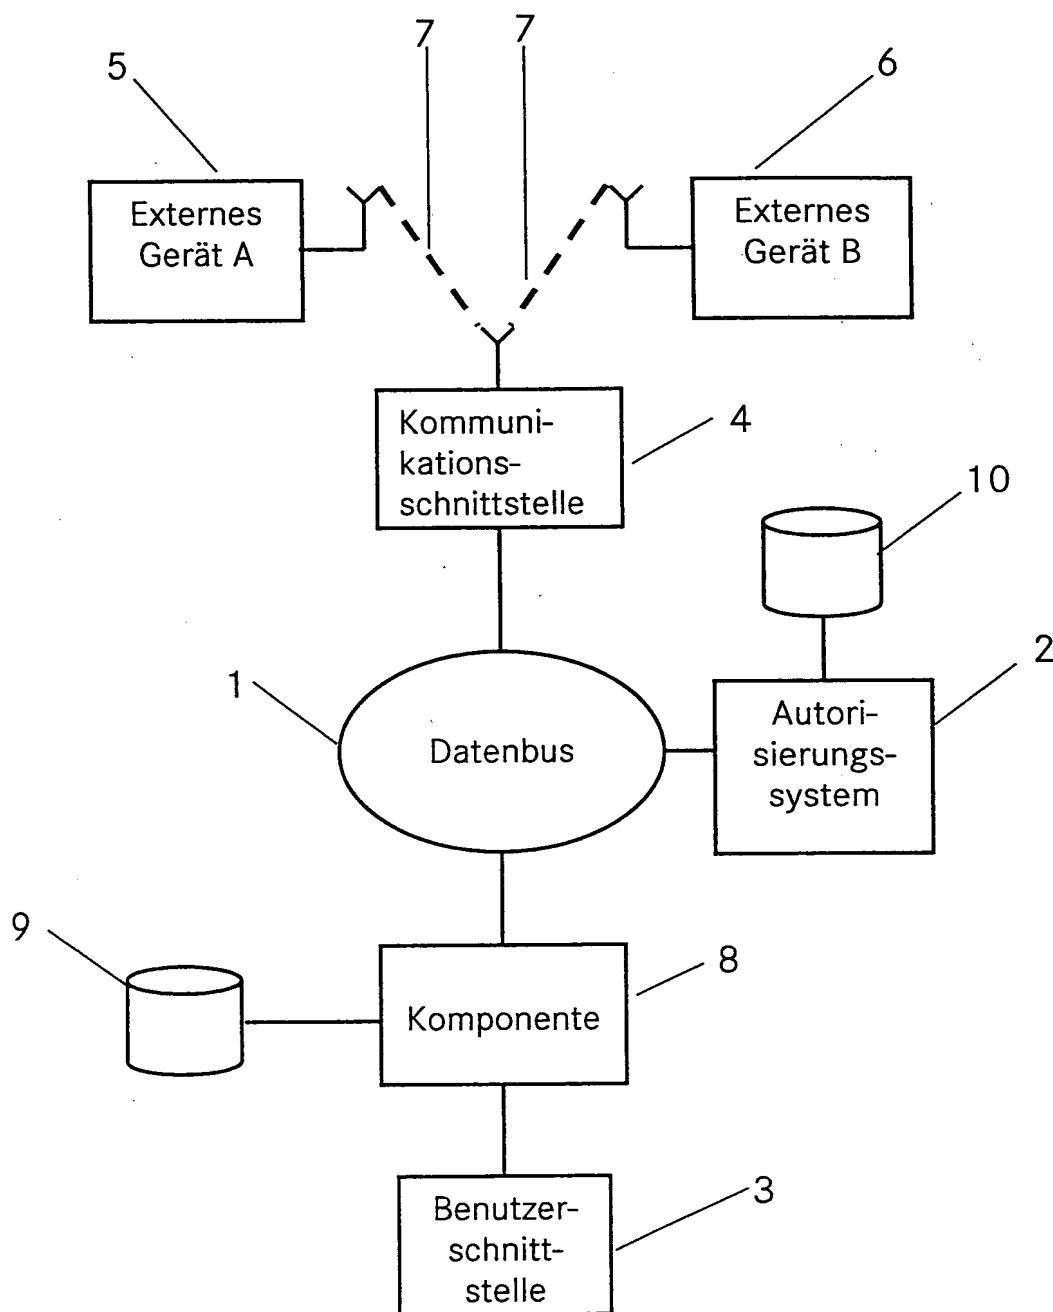 7
7
5
6
Externes
Gerät A
Externes
Gerät B
Kommuni-
kations-
schnittstelle
4
10
1
2
Datenbus
Autori-
sierungs-
system
9
8
Komponente
3
Benutzer-
schnitt-
stelle